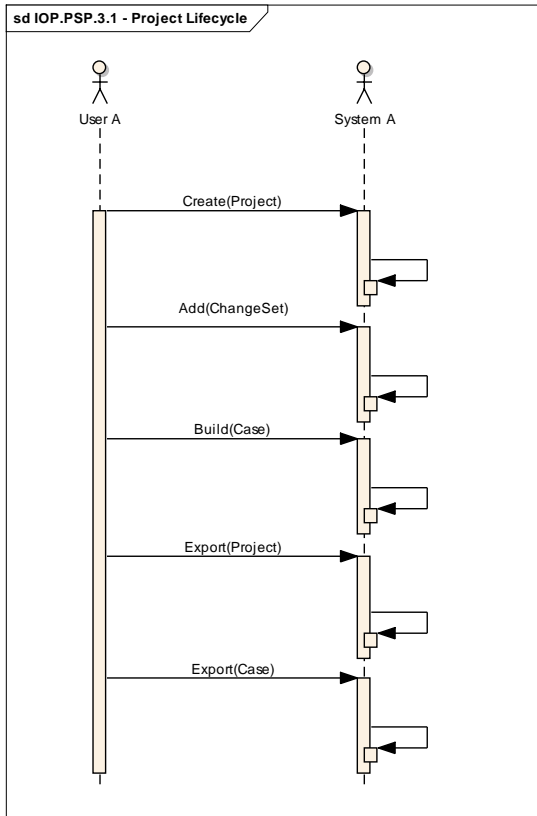 sd IOP.PSP.3.1 - Project Lifecycle
User A
System A
Create(Project)
Add(ChangeSet)
Build(Case)
Export(Project)
Export(Case)